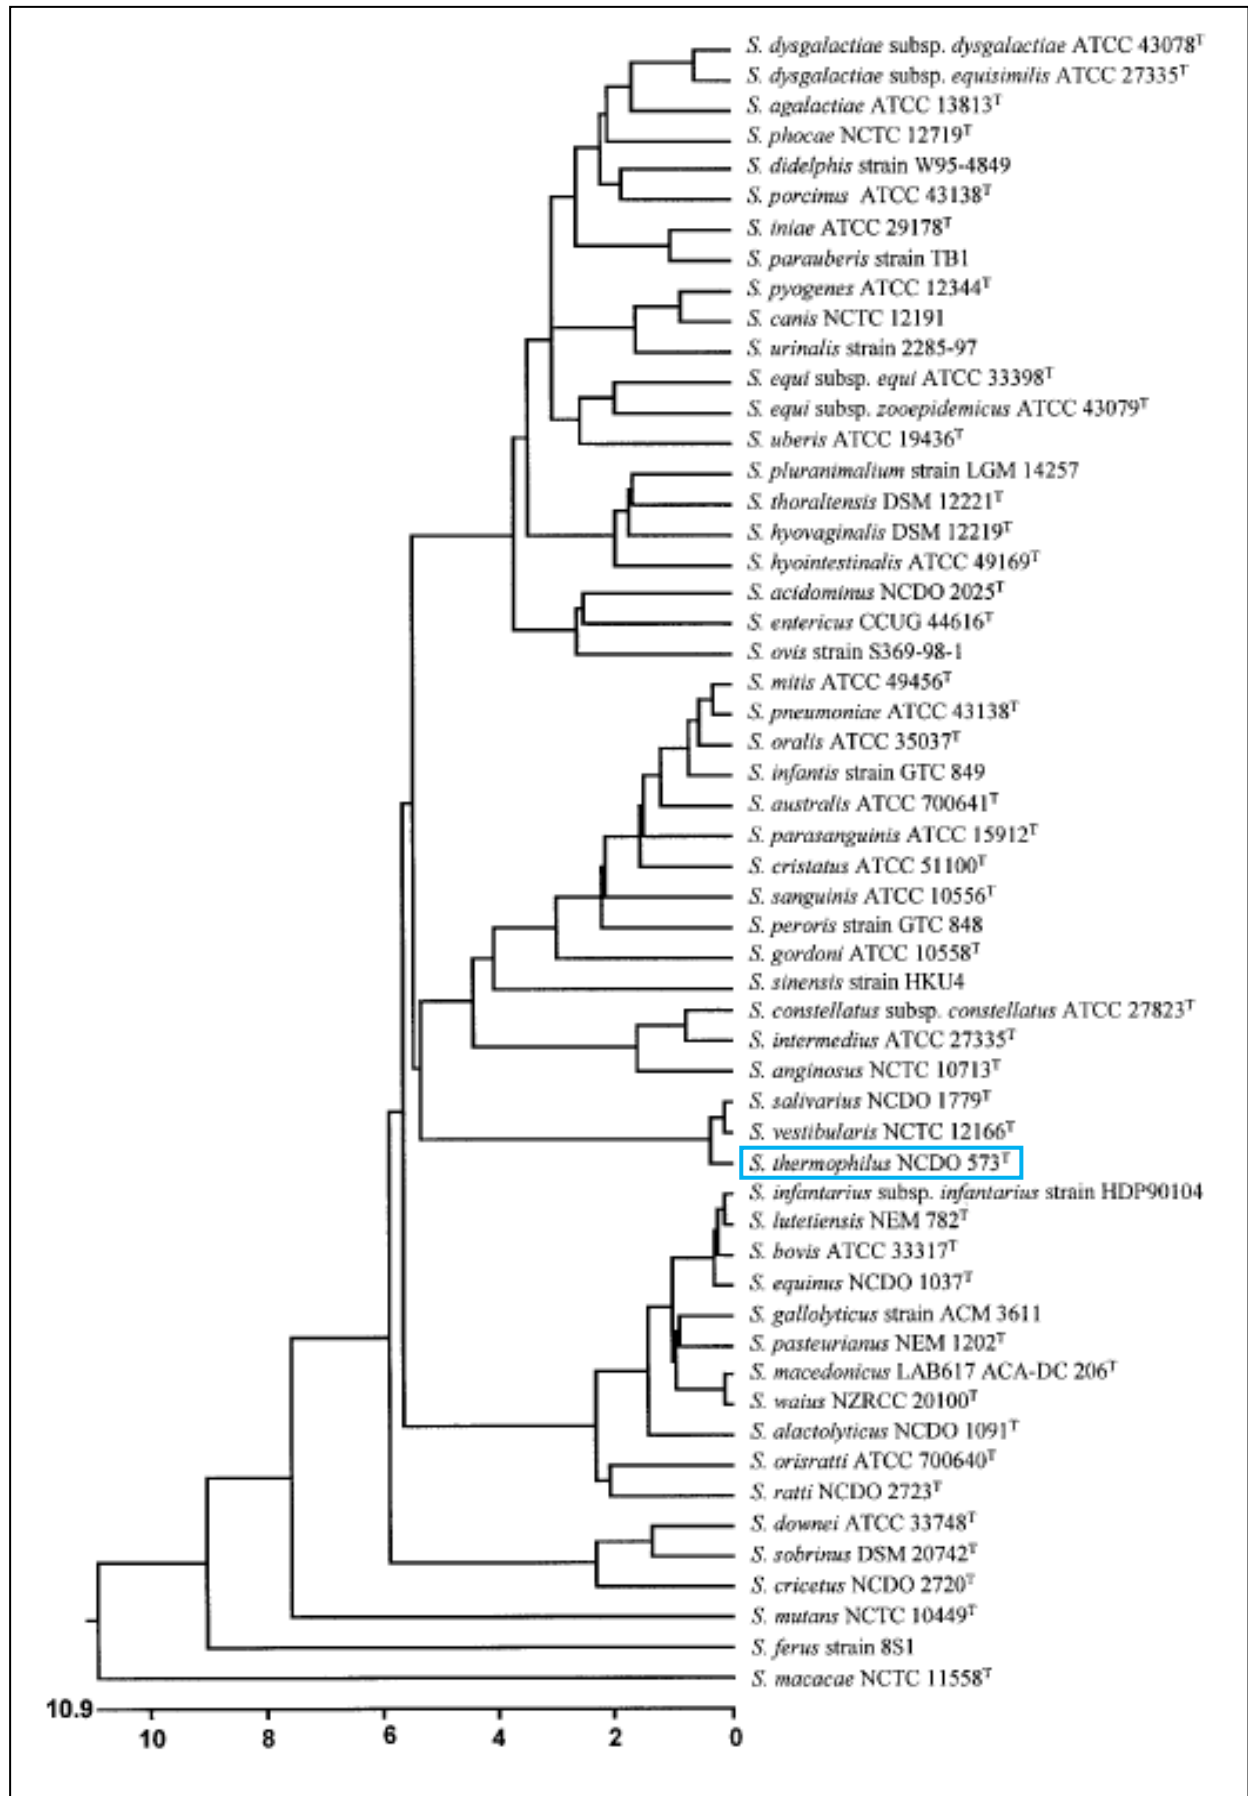 S. dysgalactiae subsp. dysgalactiae ATCC 43078ᵀ
S. dysgalactiae subsp. equisimilis ATCC 27335ᵀ
S. agalactiae ATCC 13813ᵀ
S. phocae NCTC 12719ᵀ
S. didelphis strain W95-4849
S. porcinus ATCC 43138ᵀ
S. iniae ATCC 29178ᵀ
S. parauberis strain TB1
S. pyogenes ATCC 12344ᵀ
S. canis NCTC 12191
S. urinalis strain 2285-97
S. equi subsp. equi ATCC 33398ᵀ
S. equi subsp. zooepidemicus ATCC 43079ᵀ
S. uberis ATCC 19436ᵀ
S. pluranimalium strain LGM 14257
S. thoraltensis DSM 12221ᵀ
S. hyovaginalis DSM 12219ᵀ
S. hyointestinalis ATCC 49169ᵀ
S. acidominus NCDO 2025ᵀ
S. entericus CCUG 44616ᵀ
S. ovis strain S369-98-1
S. mitis ATCC 49456ᵀ
S. pneumoniae ATCC 43138ᵀ
S. oralis ATCC 35037ᵀ
S. infantis strain GTC 849
S. australis ATCC 700641ᵀ
S. parasanguinis ATCC 15912ᵀ
S. cristatus ATCC 51100ᵀ
S. sanguinis ATCC 10556ᵀ
S. peroris strain GTC 848
S. gordoni ATCC 10558ᵀ
S. sinensis strain HKU4
S. constellatus subsp. constellatus ATCC 27823ᵀ
S. intermedius ATCC 27335ᵀ
S. anginosus NCTC 10713ᵀ
S. salivarius NCDO 1779ᵀ
S. vestibularis NCTC 12166ᵀ
S. thermophilus NCDO 573ᵀ
S. infantarius subsp. infantarius strain HDP90104
S. lutetiensis NEM 782ᵀ
S. bovis ATCC 33317ᵀ
S. equinus NCDO 1037ᵀ
S. gallolyticus strain ACM 3611
S. pasteurianus NEM 1202ᵀ
S. macedonicus LAB617 ACA-DC 206ᵀ
S. waius NZRCC 20100ᵀ
S. alactolyticus NCDO 1091ᵀ
S. orisratti ATCC 700640ᵀ
S. ratti NCDO 2723ᵀ
S. downei ATCC 33748ᵀ
S. sobrinus DSM 20742ᵀ
S. cricetus NCDO 2720ᵀ
S. mutans NCTC 10449ᵀ
S. ferus strain 8S1
S. macacae NCTC 11558ᵀ
10.9
10 8 6 4 2 0